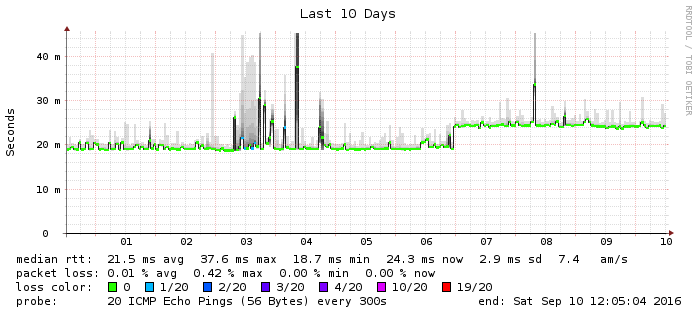 Last 10 Days
RRDTOOL / TOBI OETIKER
Seconds
40 m
30 m
20 m
10 m
0
01 02 03 04 05 06 07 08 09 10
median rtt: 21.5 ms avg 37.6 ms max 18.7 ms min 24.3 ms now 2.9 ms sd 7.4 am/s
packet loss: 0.01 % avg 0.42 % max 0.00 % min 0.00 % now
loss color: 0 1/20 2/20 3/20 4/20 10/20 19/20
probe: 20 ICMP Echo Pings (56 Bytes) every 300s end: Sat Sep 10 12:05:04 2016